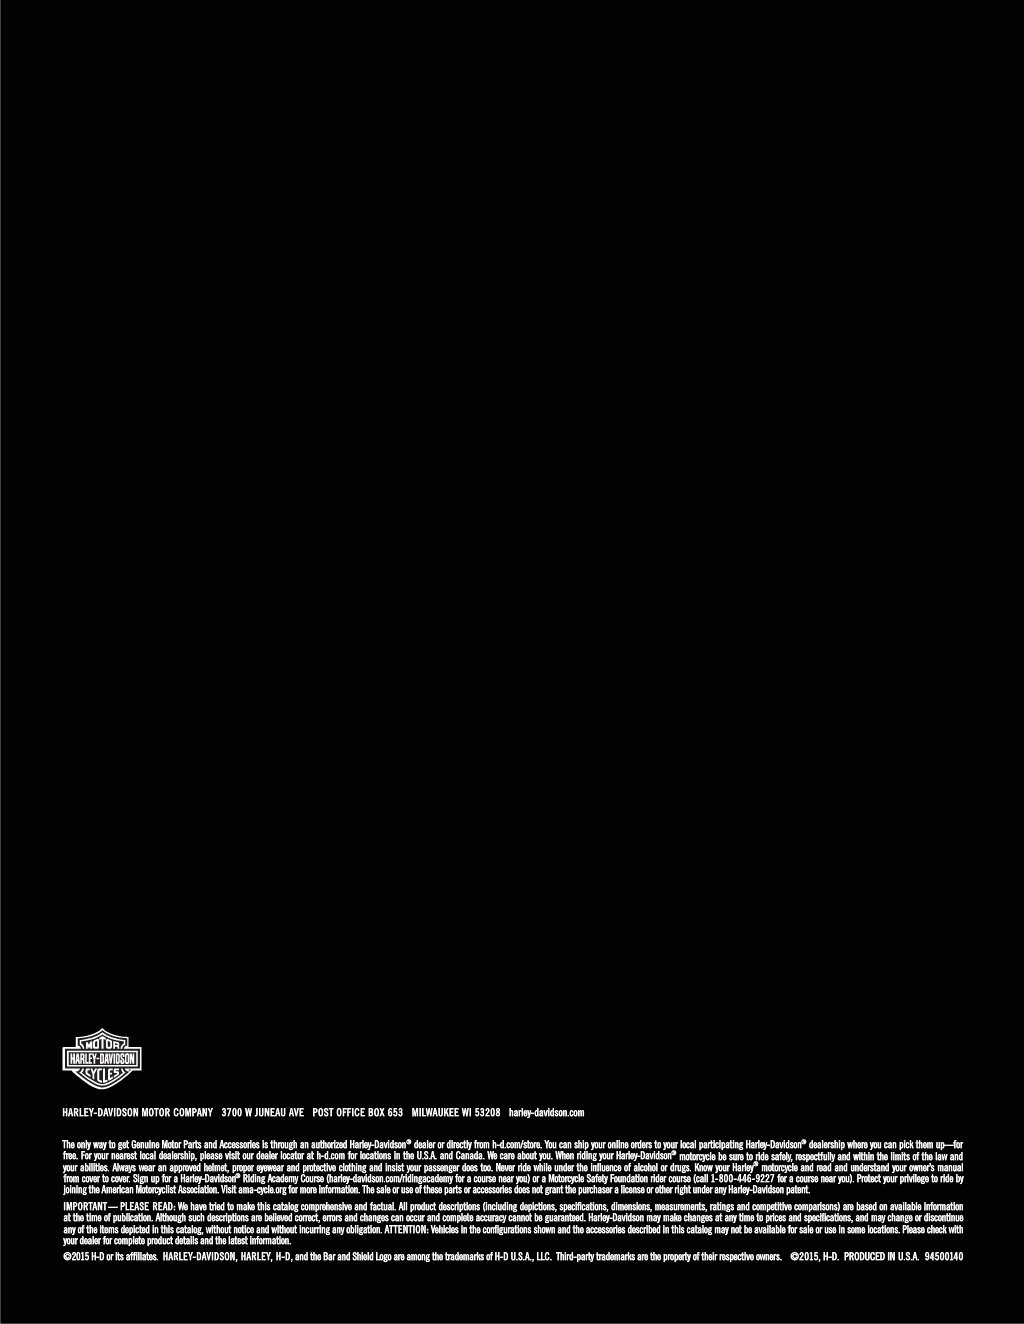 MOTOR
HARLEY-DAVIDSON
CYCLES
HARLEY-DAVIDSON MOTOR COMPANY 3700 W JUNEAU AVE POST OFFICE BOX 653 MILWAUKEE WI 53208 harley-davidson.com
The only way to get Genuine Motor Parts and Accessories is through an authorized Harley-Davidson® dealer or directly from h-d.com/store. You can ship your online orders to your local participating Harley-Davidson® dealership where you can pick them up—for
free. For your nearest local dealership, please visit our dealer locator at h-d.com for locations in the U.S.A. and Canada. We care about you. When riding your Harley-Davidson® motorcycle be sure to ride safely, respectfully and within the limits of the law and
your abilities. Always wear an approved helmet, proper eyewear and protective clothing and insist your passenger does too. Never ride while under the influence of alcohol or drugs. Know your Harley® motorcycle and read and understand your owner's manual
from cover to cover. Sign up for a Harley-Davidson® Riding Academy Course (harley-davidson.com/ridingacademy for a course near you) or a Motorcycle Safety Foundation rider course (call 1-800-446-9227 for a course near you). Protect your privilege to ride by
joining the American Motorcyclist Association. Visit ama-cycle.org for more information. The sale or use of these parts or accessories does not grant the purchaser a license or other right under any Harley-Davidson patent.
IMPORTANT — PLEASE READ: We have tried to make this catalog comprehensive and factual. All product descriptions (including depictions, specifications, dimensions, measurements, ratings and competitive comparisons) are based on available information
at the time of publication. Although such descriptions are believed correct, errors and changes can occur and complete accuracy cannot be guaranteed. Harley-Davidson may make changes at any time to prices and specifications, and may change or discontinue
any of the items depicted in this catalog, without notice and without incurring any obligation. ATTENTION: Vehicles in the configurations shown and the accessories described in this catalog may not be available for sale or use in some locations. Please check with
your dealer for complete product details and the latest information.
©2015 H-D or its affiliates. HARLEY-DAVIDSON, HARLEY, H-D, and the Bar and Shield Logo are among the trademarks of H-D U.S.A., LLC. Third-party trademarks are the property of their respective owners. ©2015, H-D. PRODUCED IN U.S.A. 94500140